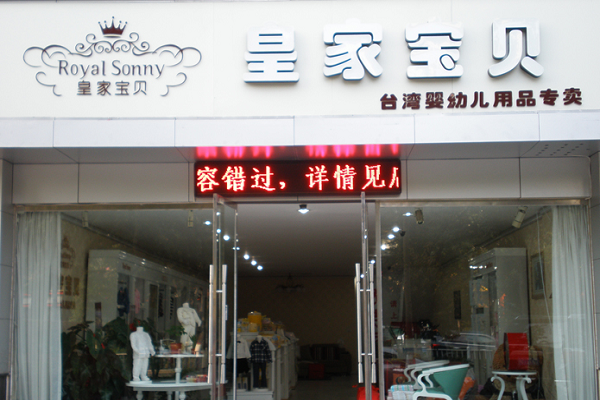 Royal Sonny
皇家宝贝
皇家宝贝
台湾婴幼儿用品专卖
容错过，详情见店